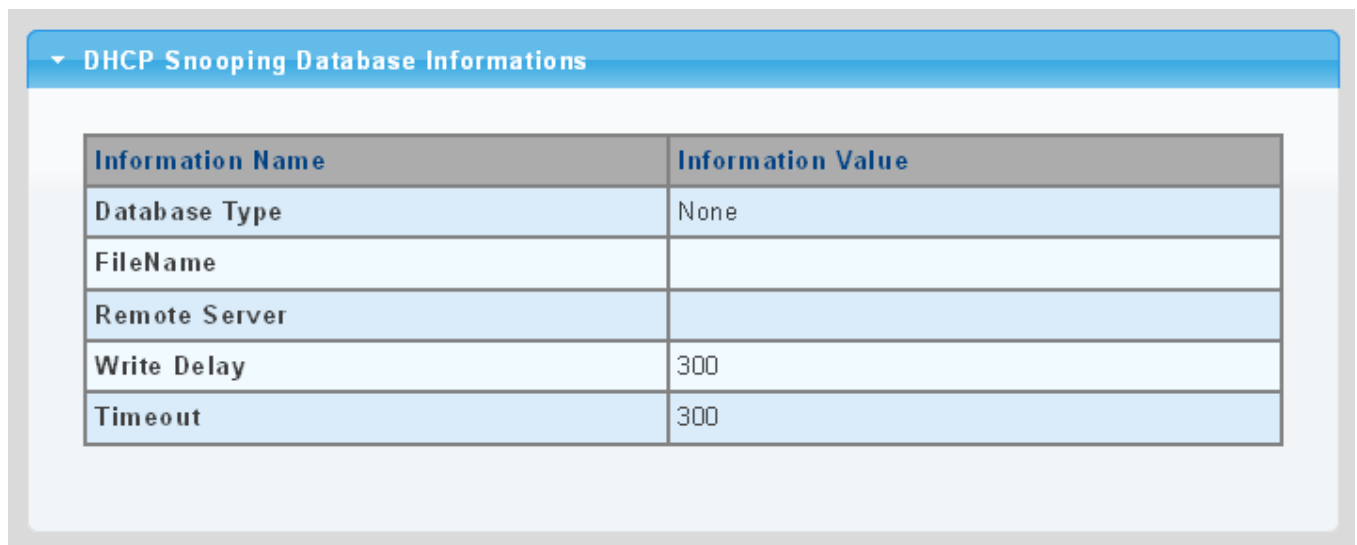 DHCP Snooping Database Informations
Information Name Information Value
Database Type None
FileName
Remote Server
Write Delay 300
Timeout 300